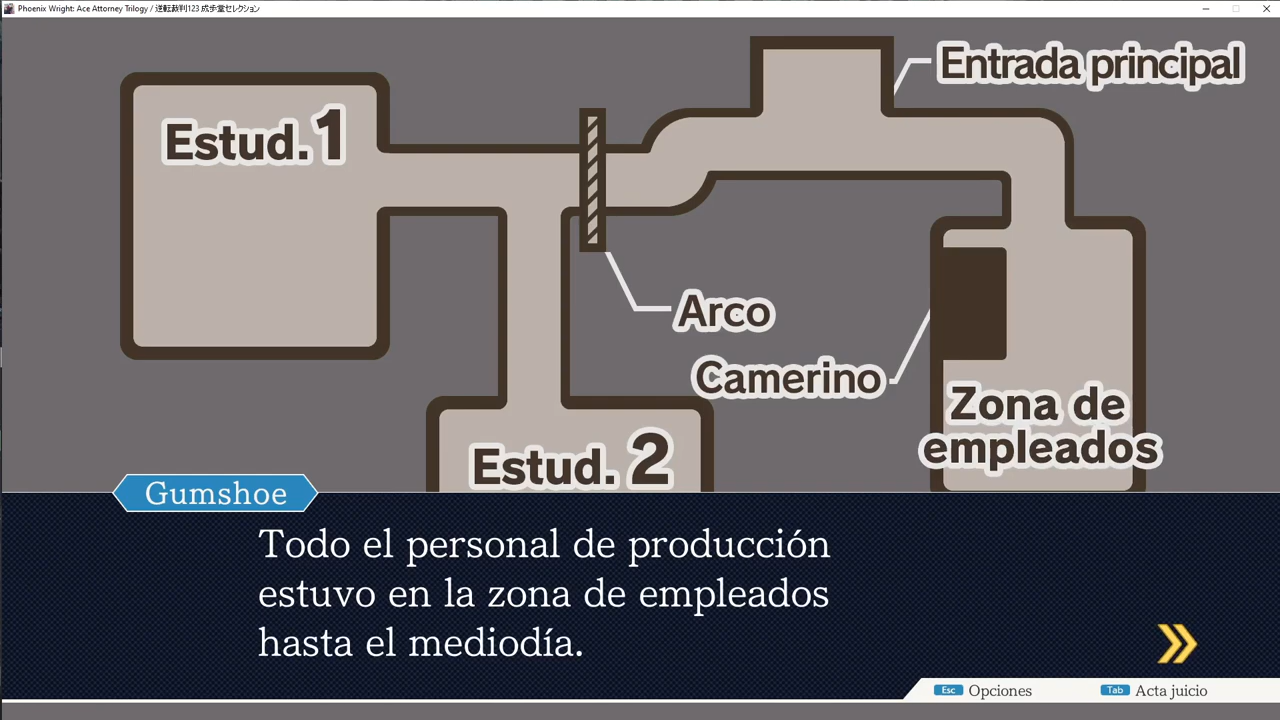 Phoenix Wright: Ace Attorney Trilogy / 逆転裁判123 成歩堂セレクション
Entrada principal
Estud.1
Arco
Camerino
Zona de
empleados
Estud. 2
Gumshoe
Todo el personal de producción
estuvo en la zona de empleados
hasta el mediodía.
Esc Opciones
Tab Acta juicio